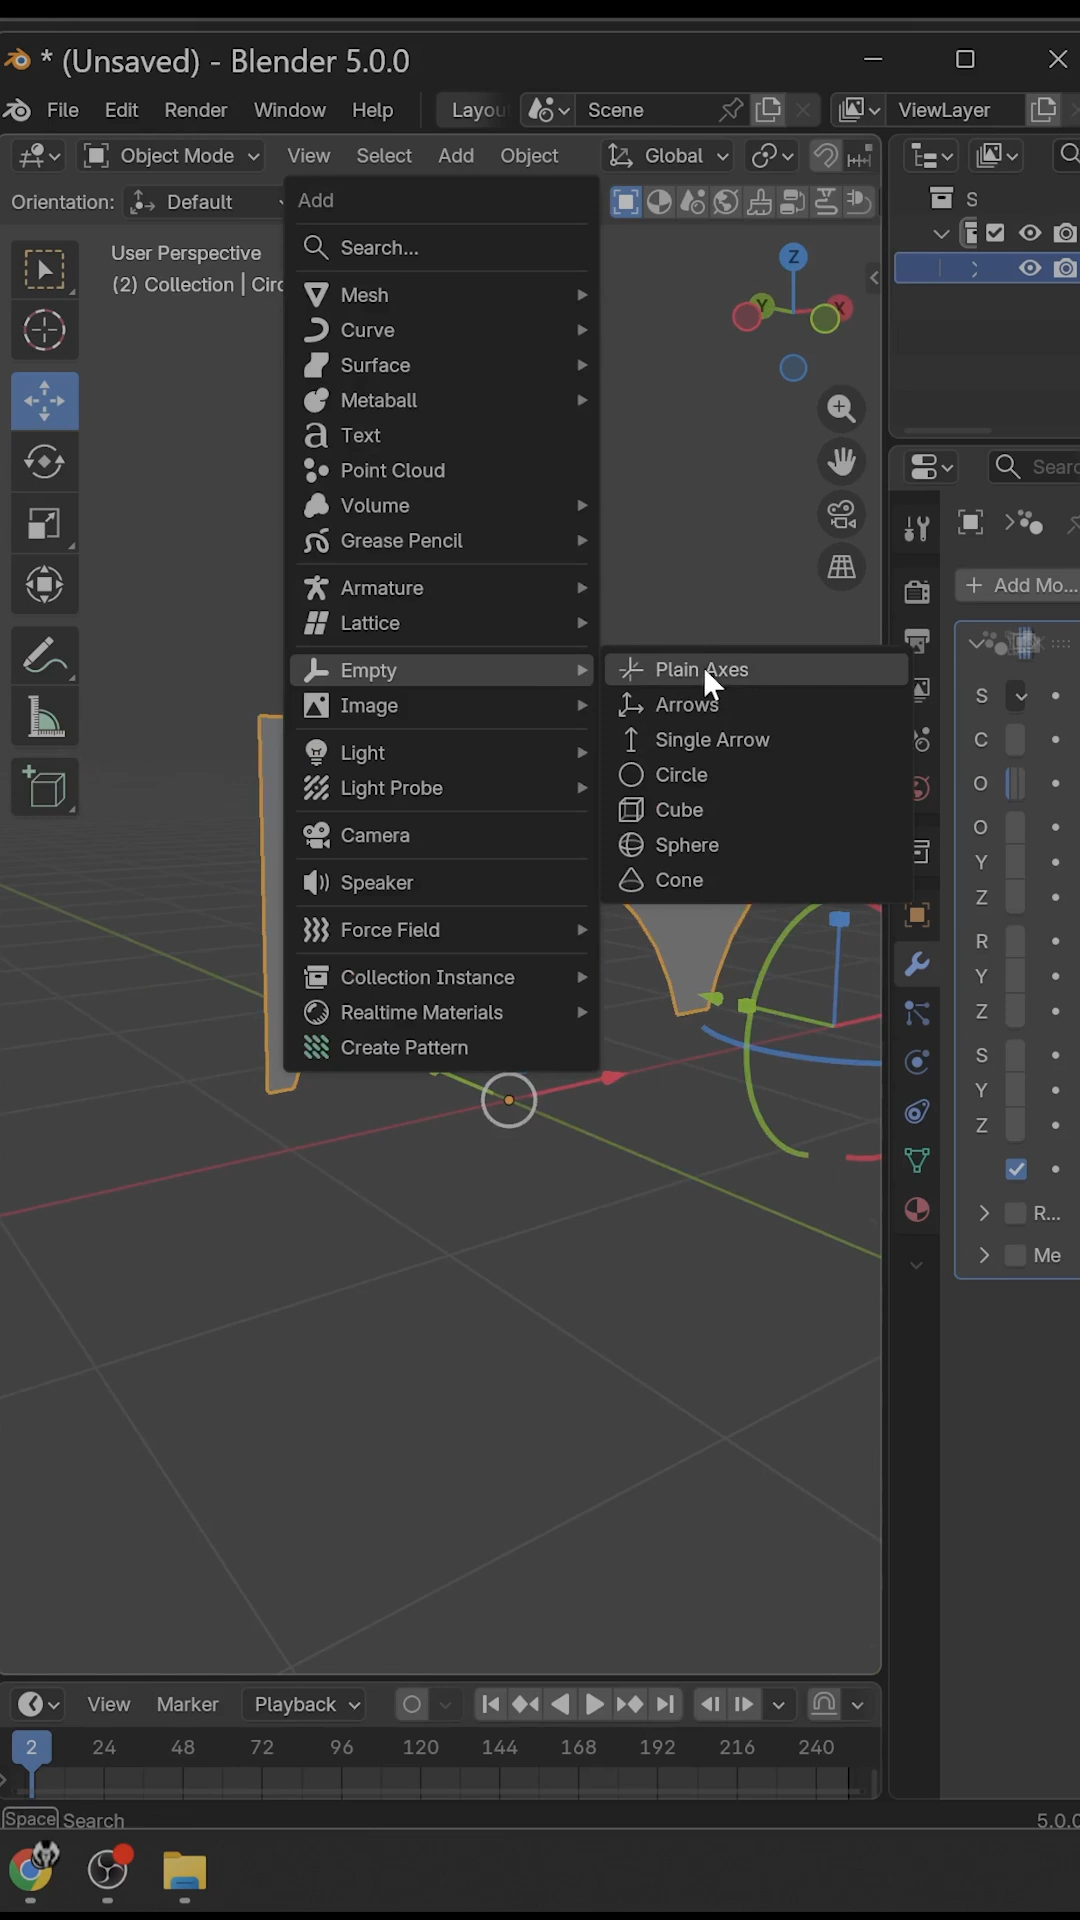 * (Unsaved) - Blender 5.0.0
File Edit Render Window Help Layou Scene ViewLayer
Object Mode View Select Add Object Global
Orientation: Default
User Perspective
(2) Collection | Circ
Add
Search...
Mesh
Curve
Surface
Metaball
Text
Point Cloud
Volume
Grease Pencil
Armature
Lattice
Empty
Image
Light
Light Probe
Camera
Speaker
Force Field
Collection Instance
Realtime Materials
Create Pattern
Plain Axes
Arrows
Single Arrow
Circle
Cube
Sphere
Cone
Z
Y
X
S
Searc
Add Mo...
S
C
O
O
Y
Z
R
Y
Z
S
Y
Z
R...
Me
View Marker Playback
2 24 48 72 96 120 144 168 192 216 240
Space Search
5.0.0